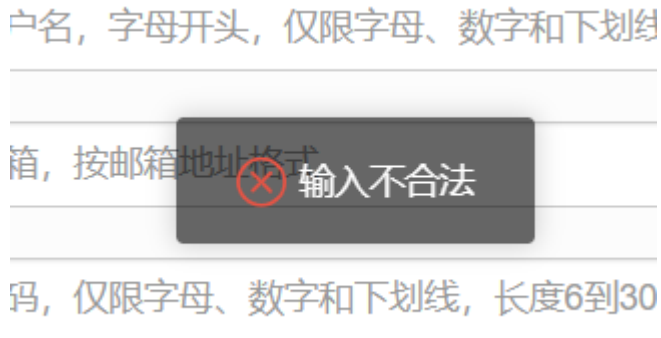 户名，字母开头，仅限字母、数字和下划线
箱，按邮箱地址格式
输入不合法
码，仅限字母、数字和下划线，长度6到30